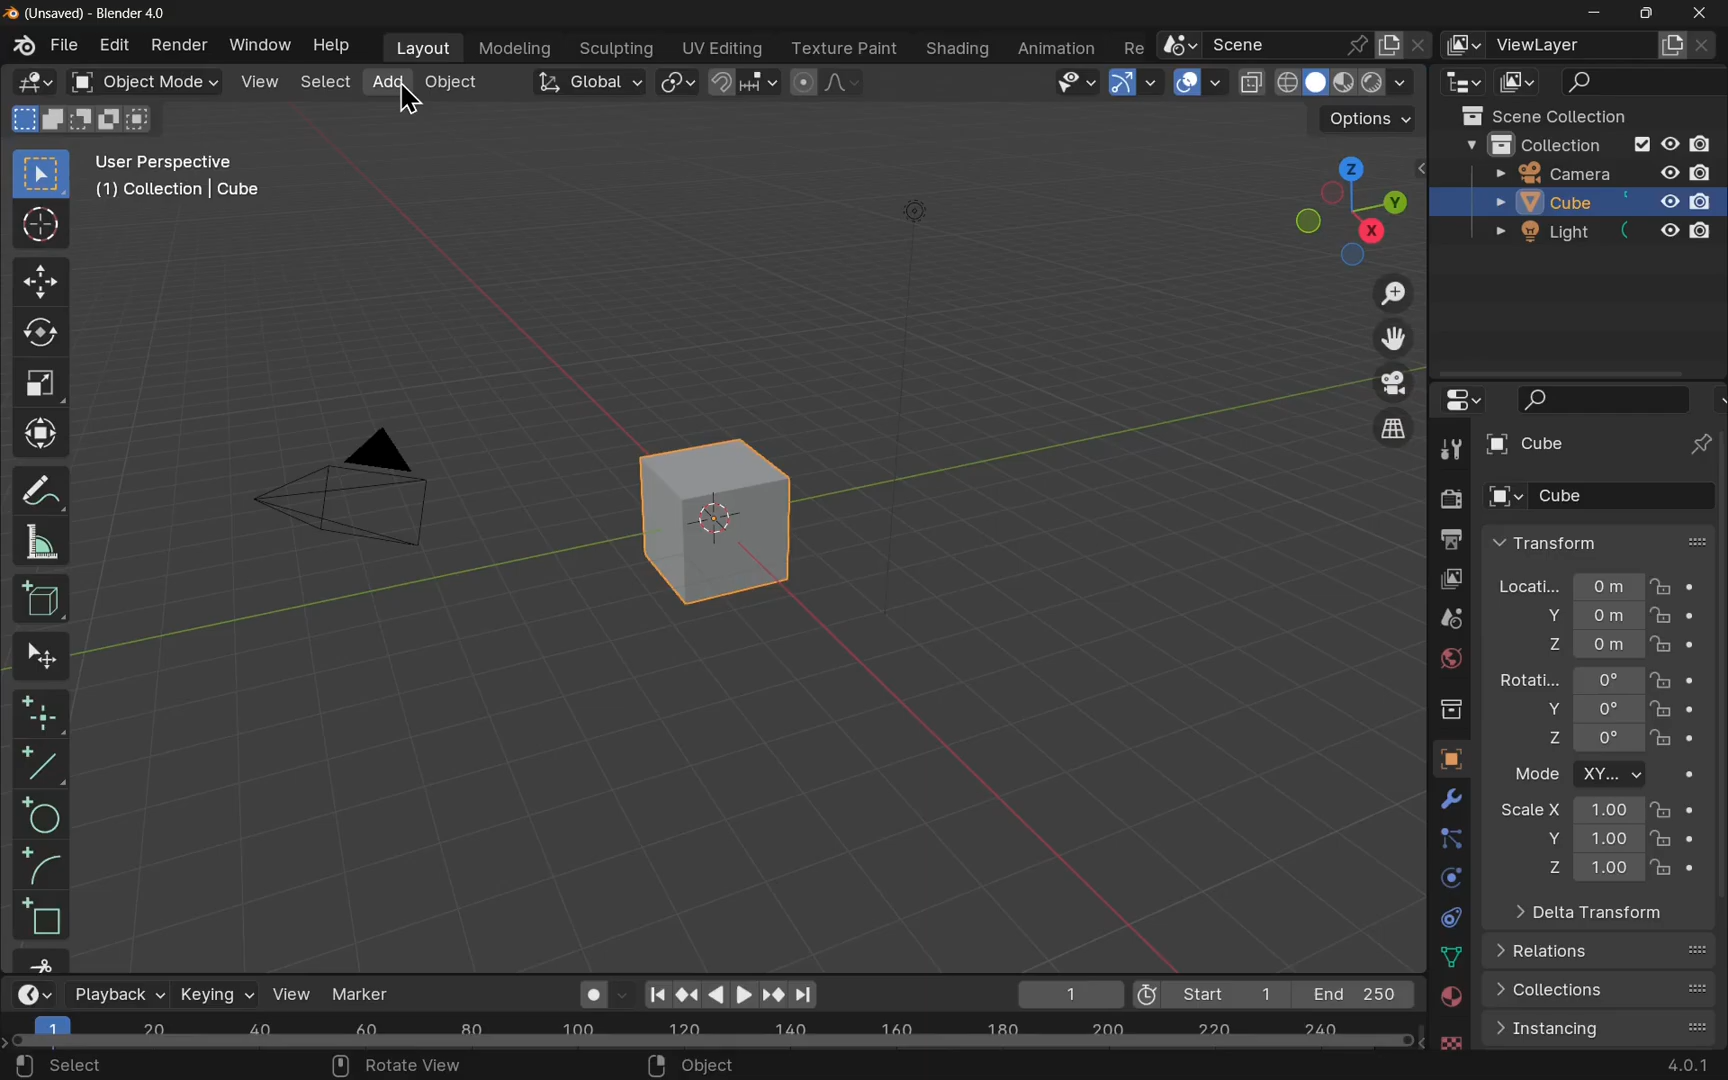 (Unsaved) - Blender 4.0
File Edit Render Window Help Layout Modeling Sculpting UV Editing Texture Paint Shading Animation Re Scene ViewLayer
Object Mode View Select Add Object Global
Options
User Perspective
(1) Collection | Cube
Z
Y
X
Scene Collection
Collection
Camera
Cube
Light
Cube
Cube
Transform
Locati... 0 m
Y 0 m
Z 0 m
Rotati... 0°
Y 0°
Z 0°
Mode XY...
Scale X 1.00
Y 1.00
Z 1.00
Delta Transform
Relations
Collections
Instancing
Playback Keying View Marker 1 Start 1 End 250
1 20 40 60 80 100 120 140 160 180 200 220 240
Select Rotate View Object 4.0.1